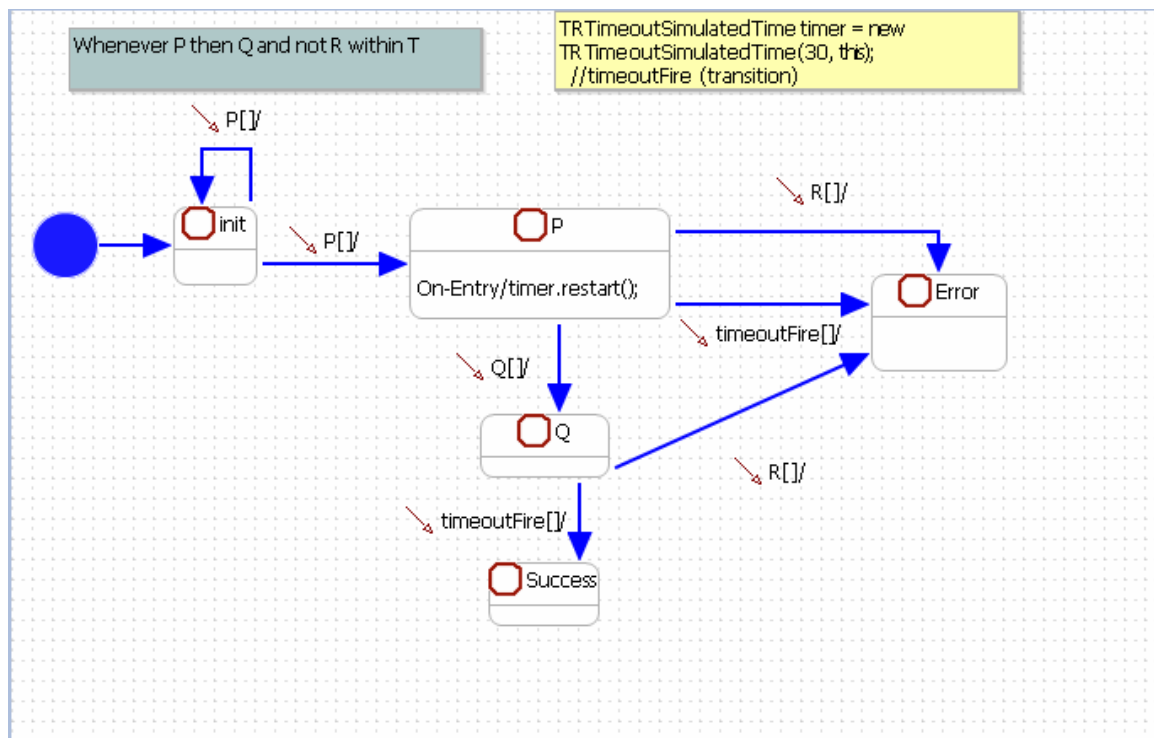 Whenever P then Q and not R within T
TRTimeoutSimulatedTime timer = new
TRTimeoutSimulatedTime(30, this);
//timeoutFire (transition)
P[]/
init
P[]/
P
On-Entry/timer.restart();
R[]/
Error
timeoutFire[]/
Q[]/
Q
R[]/
timeoutFire[]/
Success